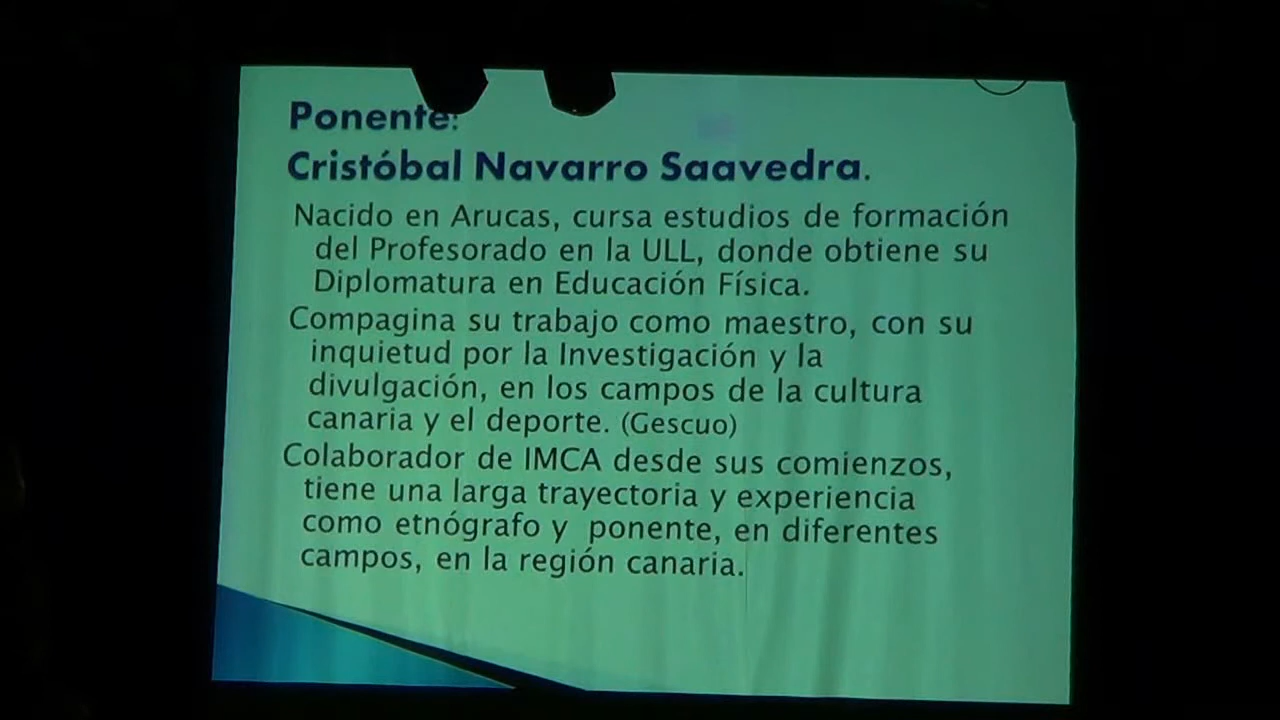 Ponente:
Cristóbal Navarro Saavedra.
Nacido en Arucas, cursa estudios de formación
del Profesorado en la ULL, donde obtiene su
Diplomatura en Educación Física.
Compagina su trabajo como maestro, con su
inquietud por la Investigación y la
divulgación, en los campos de la cultura
canaria y el deporte. (Gescuo)
Colaborador de IMCA desde sus comienzos,
tiene una larga trayectoria y experiencia
como etnógrafo y ponente, en diferentes
campos, en la región canaria.